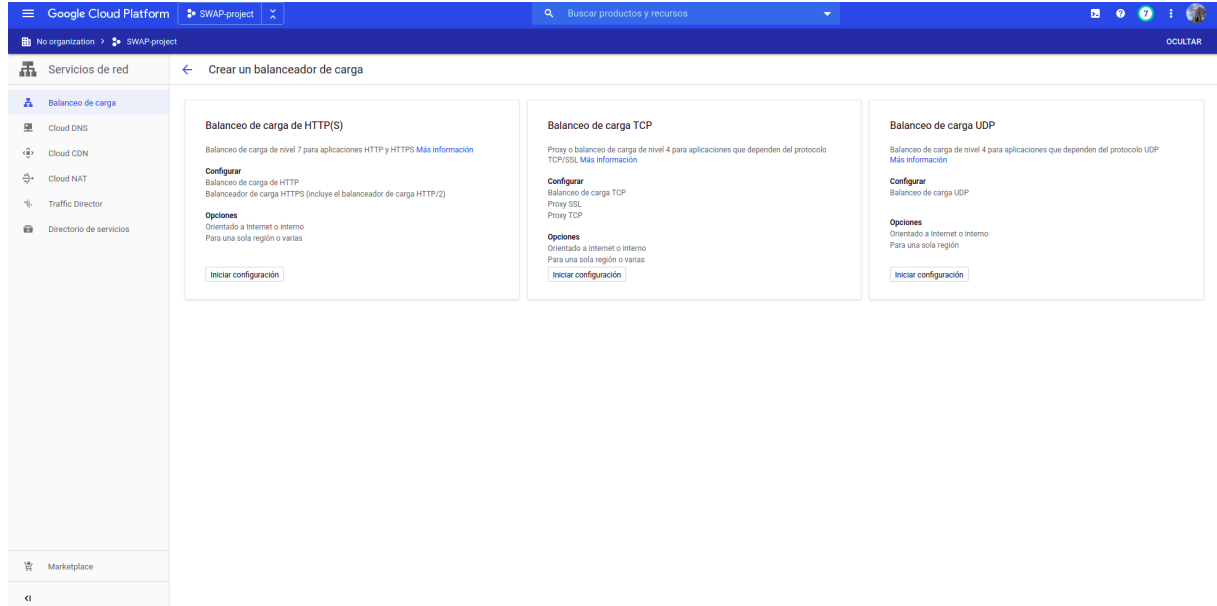 Google Cloud Platform
SWAP-project
Buscar productos y recursos
7
No organization > SWAP-project
OCULTAR
Servicios de red
Crear un balanceador de carga
Balanceo de carga
Cloud DNS
Cloud CDN
Cloud NAT
Traffic Director
Directorio de servicios
Marketplace
Balanceo de carga de HTTP(S)
Balanceo de carga de nivel 7 para aplicaciones HTTP y HTTPS Más información
Configurar
Balanceo de carga de HTTP
Balanceador de carga HTTPS (incluye el balanceador de carga HTTP/2)
Opciones
Orientado a Internet o interno
Para una sola región o varias
Iniciar configuración
Balanceo de carga TCP
Proxy o balanceo de carga de nivel 4 para aplicaciones que dependen del protocolo
TCP/SSL Más información
Configurar
Balanceo de carga TCP
Proxy SSL
Proxy TCP
Opciones
Orientado a Internet o interno
Para una sola región o varias
Iniciar configuración
Balanceo de carga UDP
Balanceo de carga de nivel 4 para aplicaciones que dependen del protocolo UDP
Más información
Configurar
Balanceo de carga UDP
Opciones
Orientado a Internet o interno
Para una sola región
Iniciar configuración